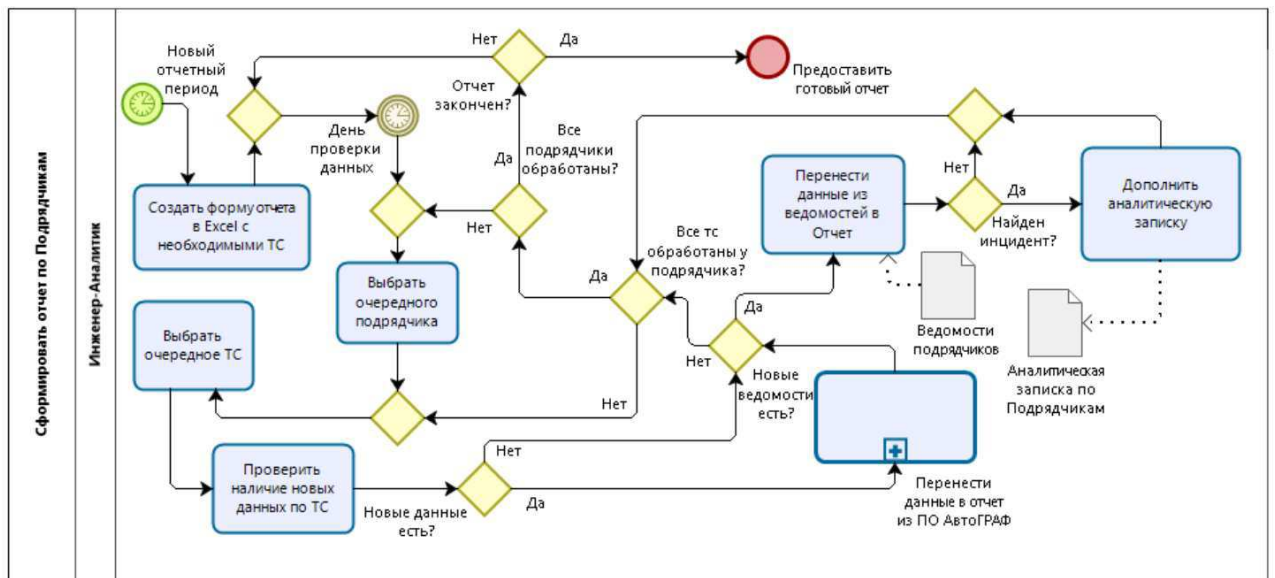 Сформировать отчет по Подрядчикам
Инженер-Аналитик
Новый
отчетный
период
Создать форму отчета
в Excel с
необходимыми ТС
День
проверки
данных
Нет
Да
Отчет
закончен?
Предоставить
готовый отчет
Все
подрядчики
обработаны?
Да
Нет
Выбрать
очередного
подрядчика
Выбрать
очередное ТС
Проверить
наличие новых
данных по ТС
Новые данные
есть?
Нет
Да
Все тс
обработаны у
подрядчика?
Да
Нет
Новые
ведомости
есть?
Да
Нет
Перенести
данные в отчет
из ПО АвтоГРАФ
Перенести
данные из
ведомостей в
Отчет
Ведомости
подрядчиков
Нет
Да
Найден
инцидент?
Дополнить
аналитическую
записку
Аналитическая
записка по
Подрядчикам